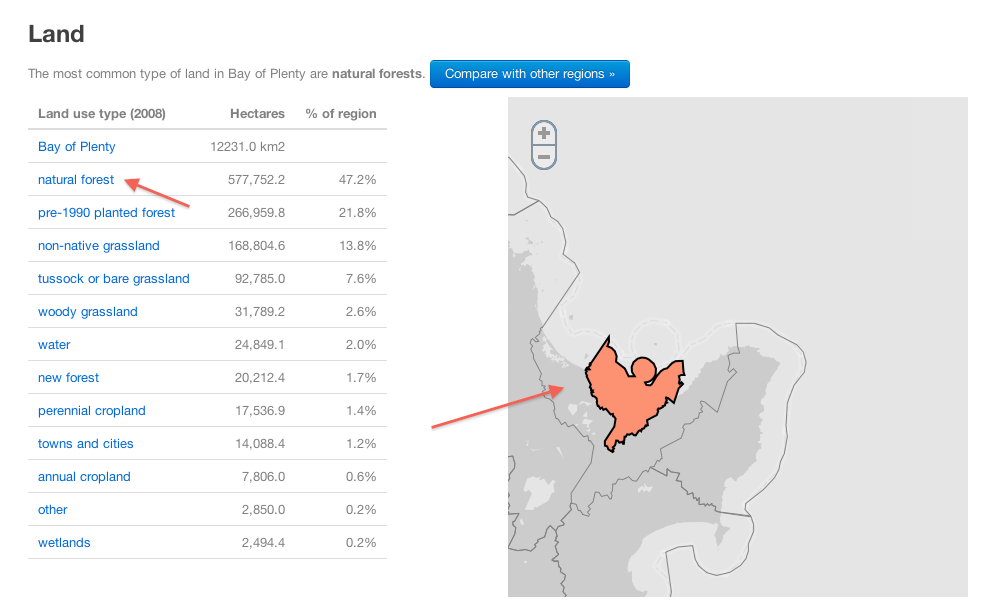 Land
The most common type of land in Bay of Plenty are natural forests. Compare with other regions »
Land use type (2008) Hectares % of region
Bay of Plenty 12231.0 km2
natural forest 577,752.2 47.2%
pre-1990 planted forest 266,959.8 21.8%
non-native grassland 168,804.6 13.8%
tussock or bare grassland 92,785.0 7.6%
woody grassland 31,789.2 2.6%
water 24,849.1 2.0%
new forest 20,212.4 1.7%
perennial cropland 17,536.9 1.4%
towns and cities 14,088.4 1.2%
annual cropland 7,806.0 0.6%
other 2,850.0 0.2%
wetlands 2,494.4 0.2%